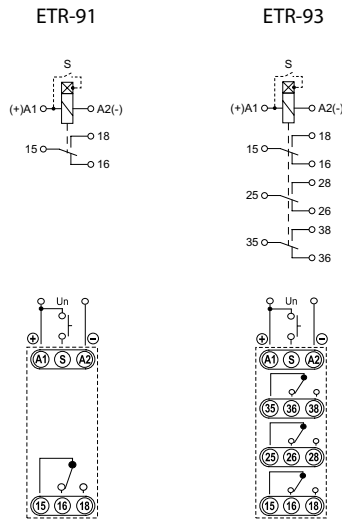 ETR-91 ETR-93
S S
(+)A1 A2(-) (+)A1 A2(-)
18 18
15 15
16 16
28
25
26
38
35
36
Un Un
+ − + −
A1 S A2 A1 S A2
35 36 38
25 26 28
15 16 18 15 16 18